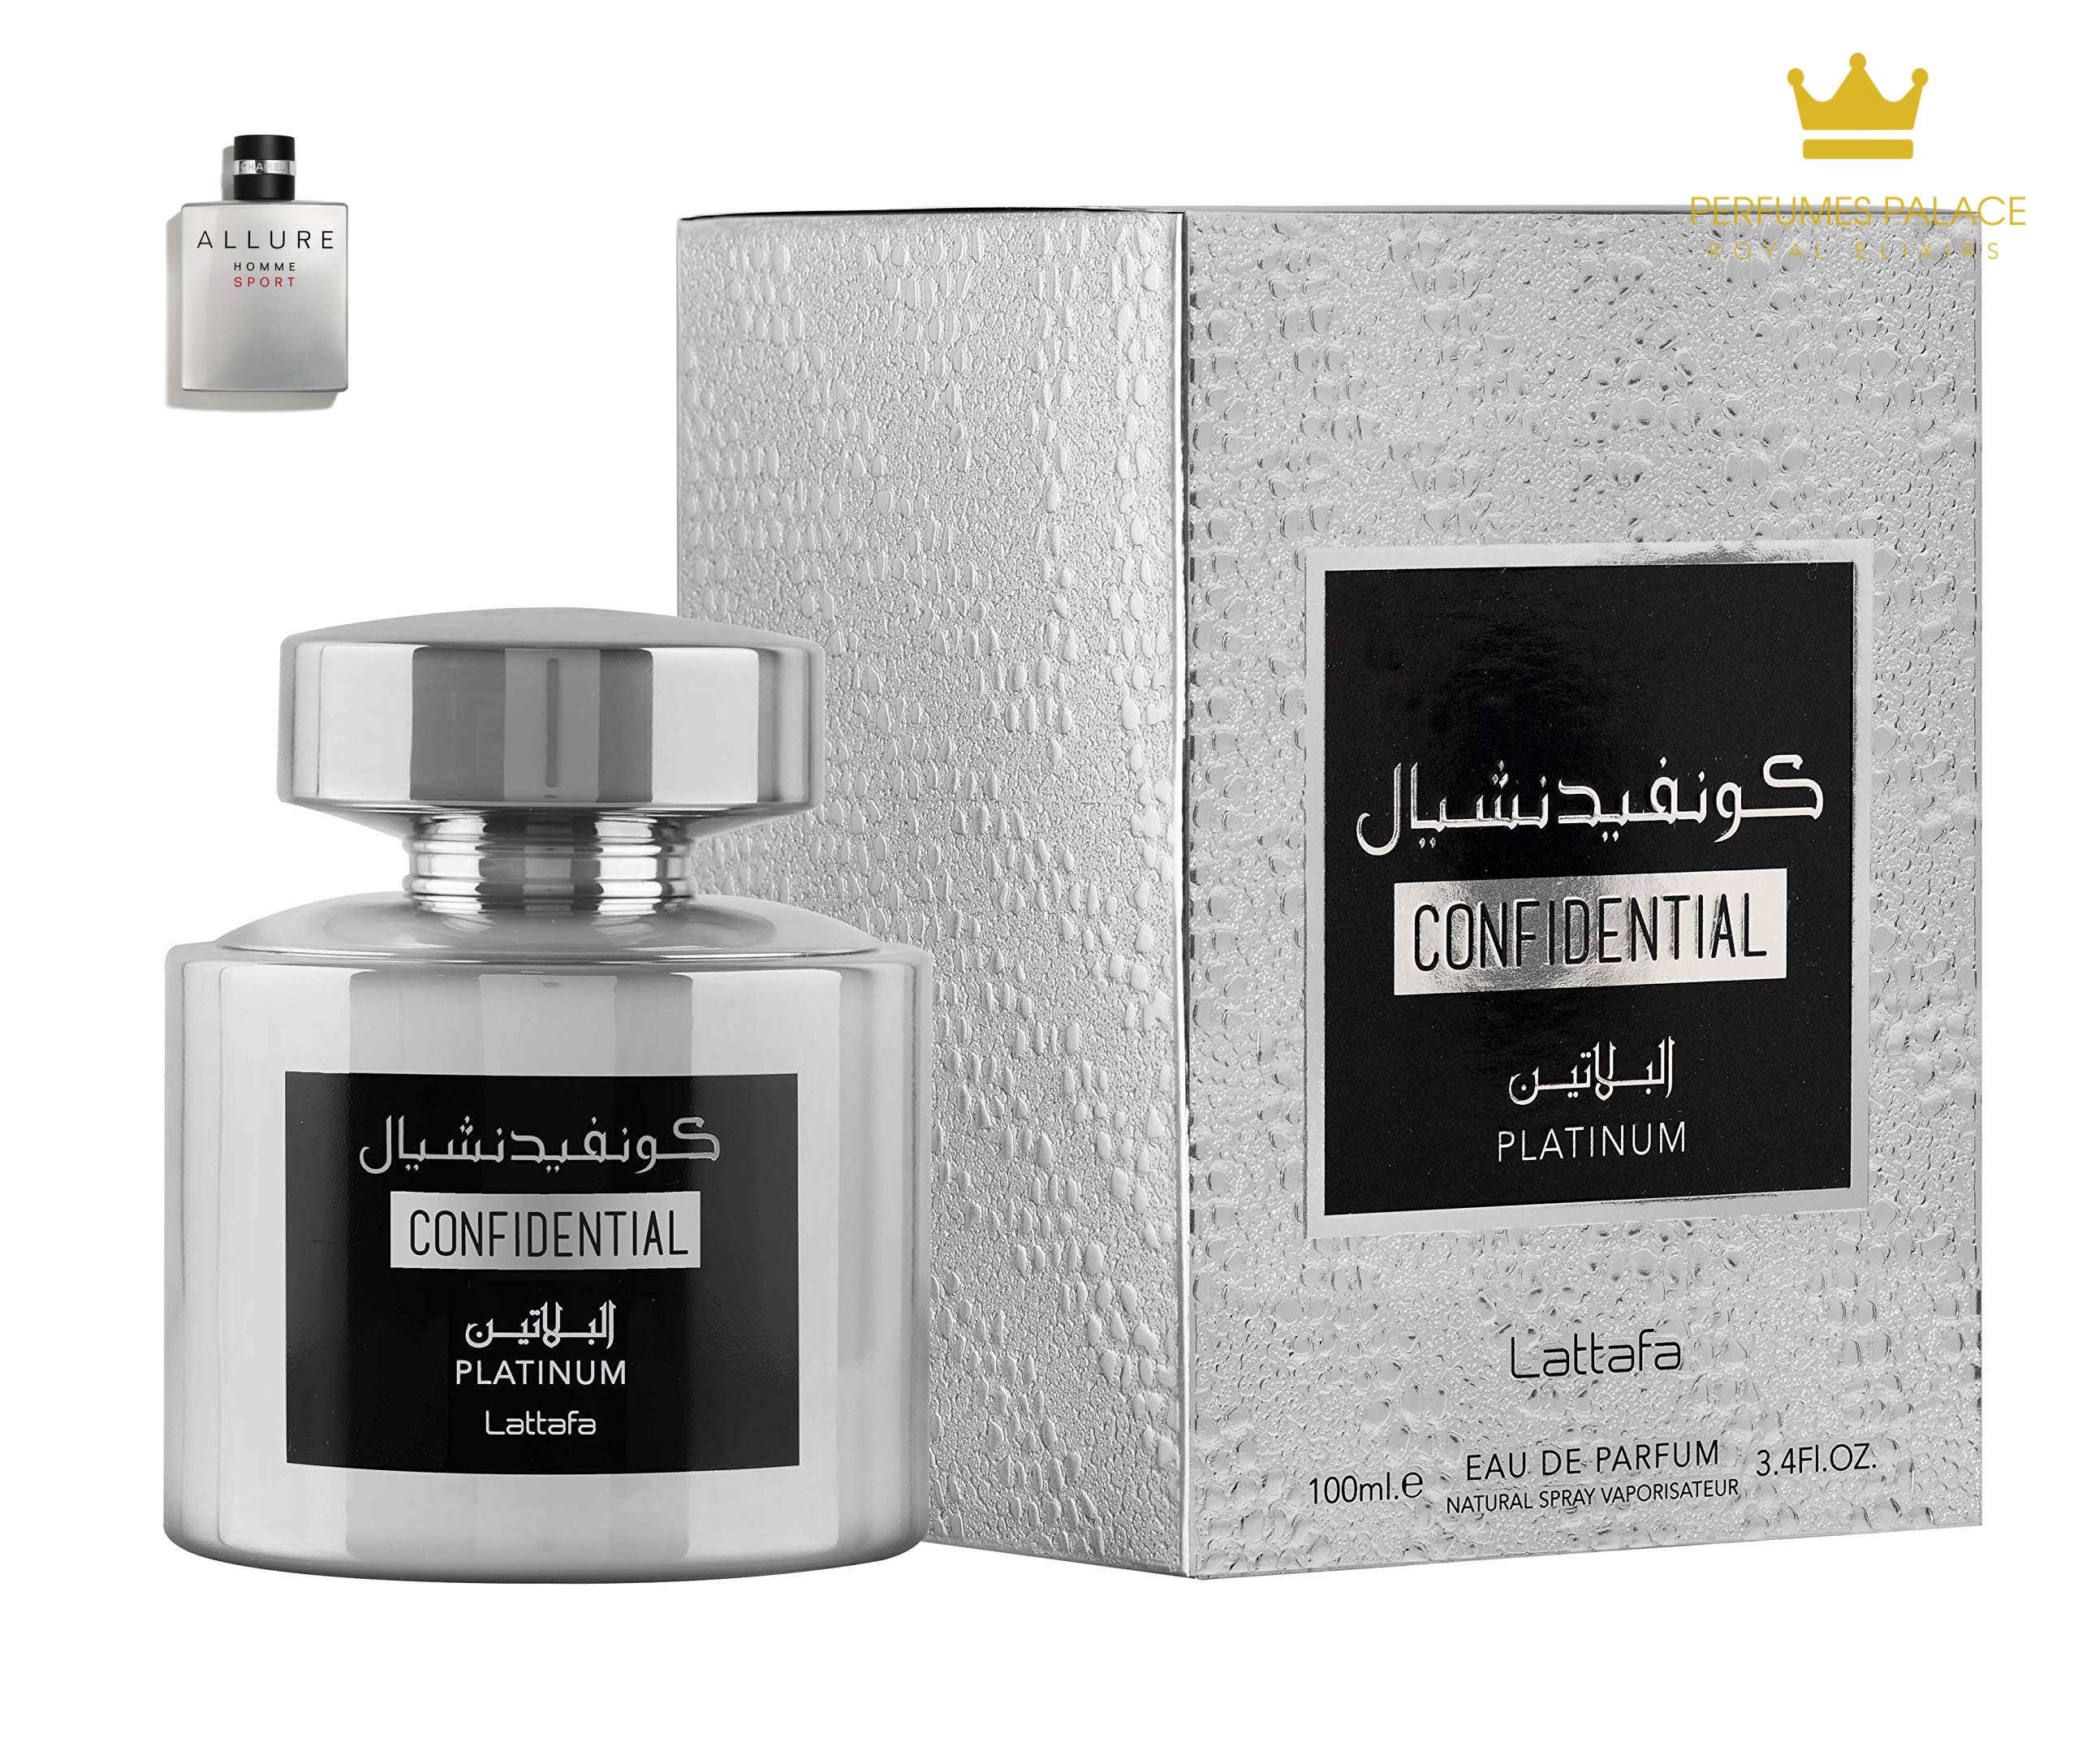 CHANEL
ALLURE
HOMME
SPORT
PERFUMES PALACE
ROYAL ELIXIRS
كونفيدنشيال
CONFIDENTIAL
البلاتين
PLATINUM
Lattafa
كونفيدنشيال
CONFIDENTIAL
البلاتين
PLATINUM
Lattafa
100ml.e EAU DE PARFUM 3.4Fl.OZ.
NATURAL SPRAY VAPORISATEUR